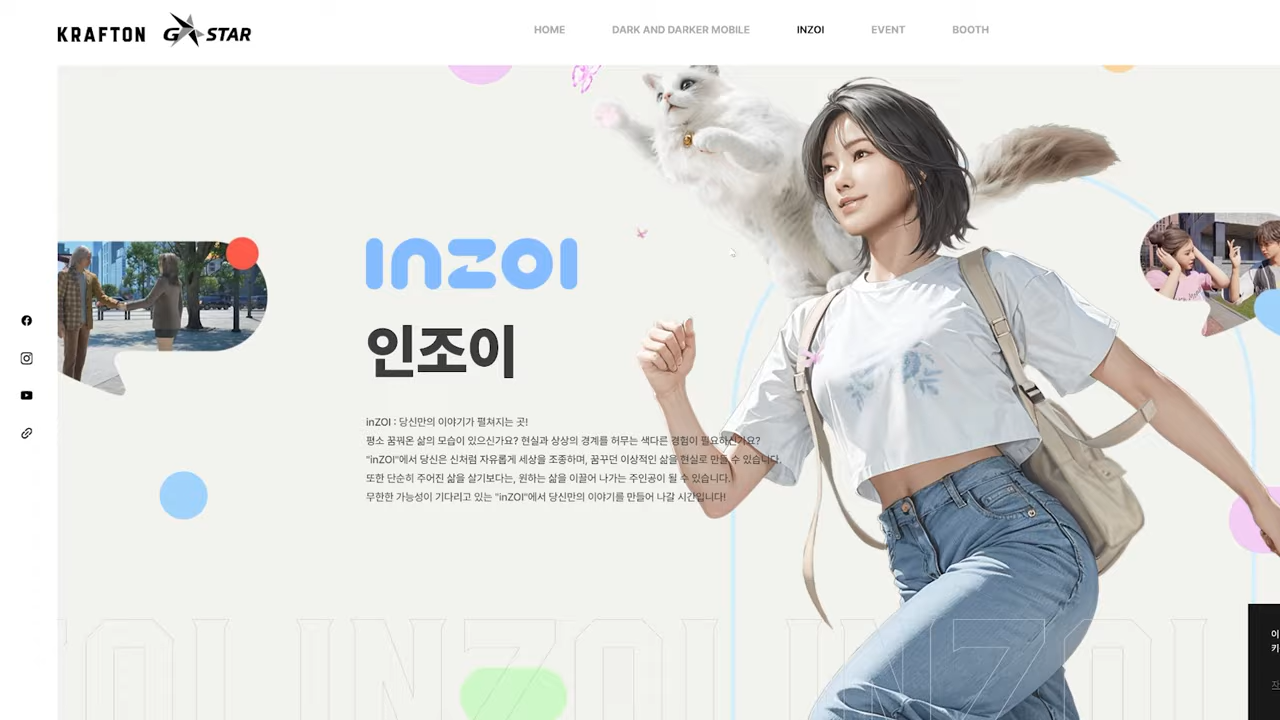 KRAFTON G STAR
HOME
DARK AND DARKER MOBILE
INZOI
EVENT
BOOTH
inZOI
인조이
inZOI : 당신만의 이야기가 펼쳐지는 곳!
평소 꿈꿔온 삶의 모습이 있으신가요? 현실과 상상의 경계를 허무는 색다른 경험이 필요하신가요?
"inZOI"에서 당신은 신처럼 자유롭게 세상을 조종하며, 꿈꾸던 이상적인 삶을 현실로 만들 수 있습니다.
또한 단순히 주어진 삶을 살기보다는, 원하는 삶을 이끌어 나가는 주인공이 될 수 있습니다.
무한한 가능성이 기다리고 있는 "inZOI"에서 당신만의 이야기를 만들어 나갈 시간입니다!
ZOI INZOI INZOI